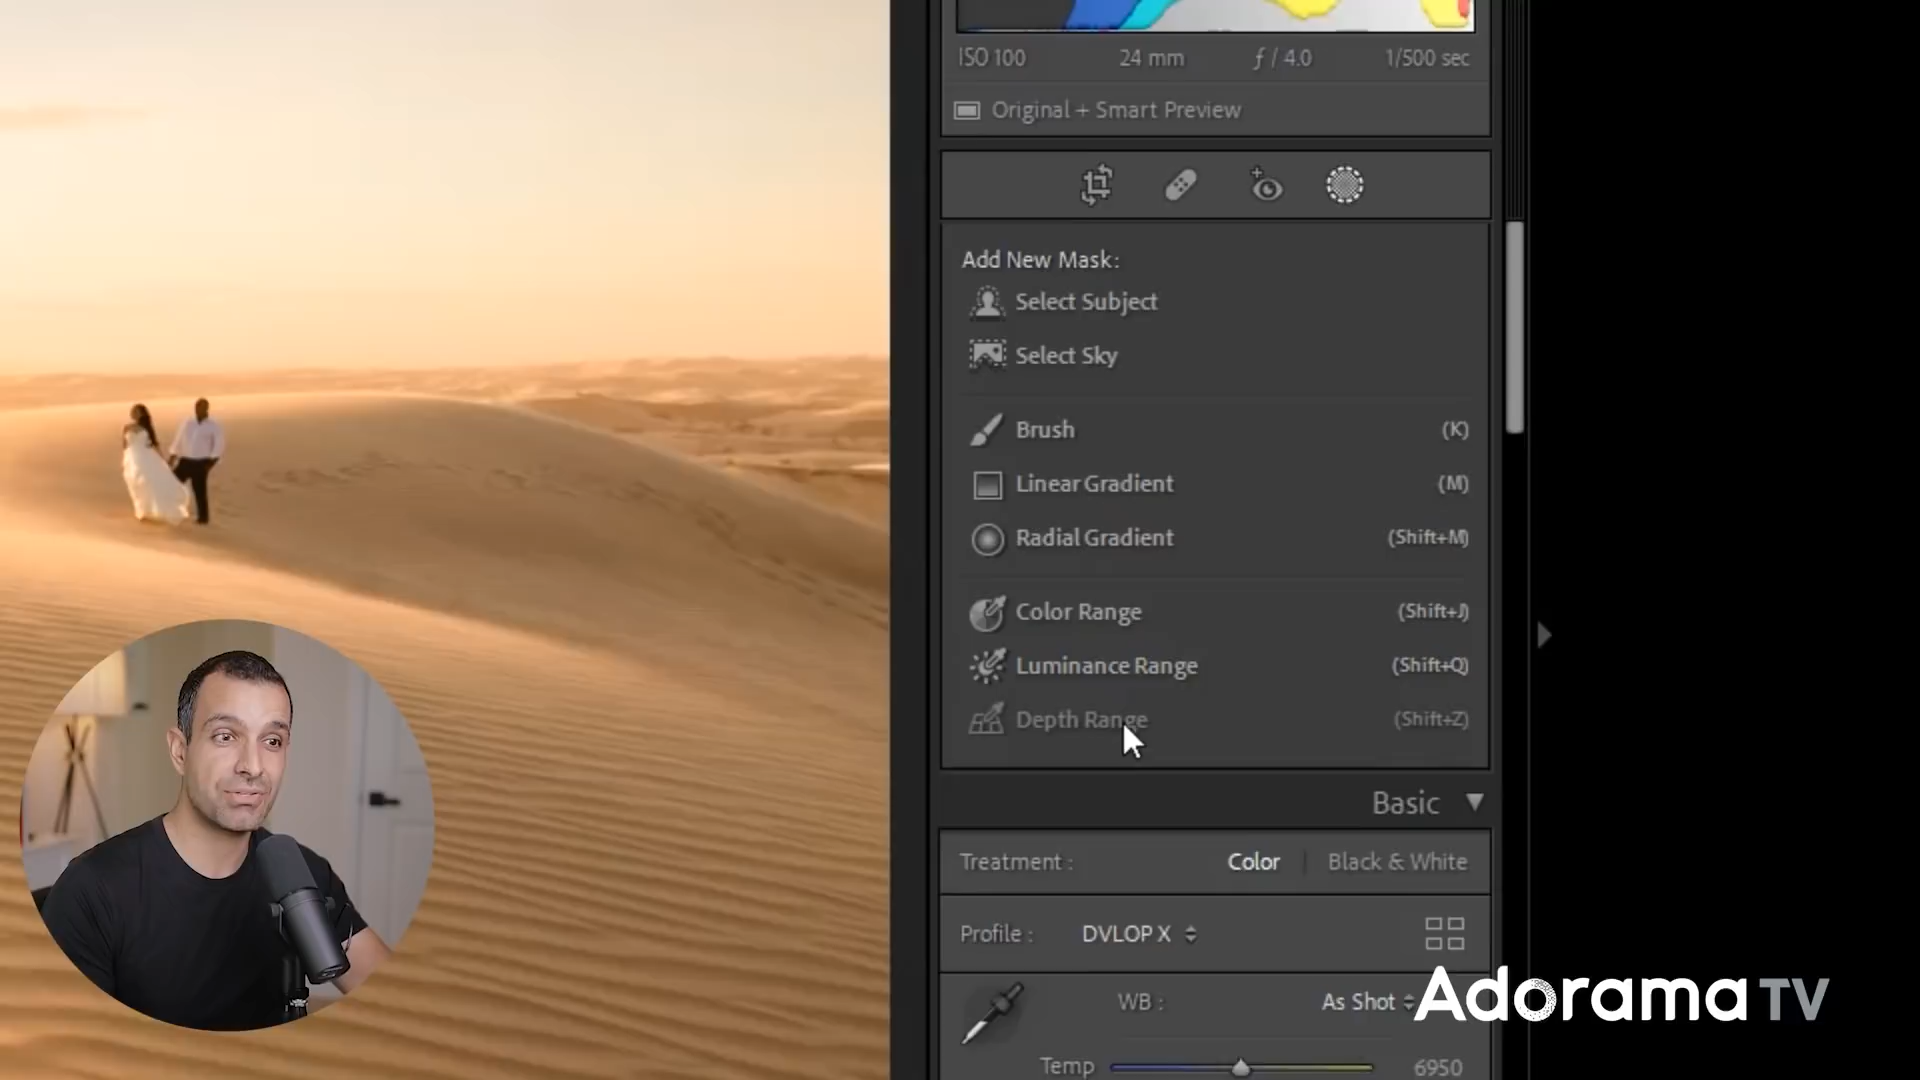 ISO 100 24 mm ƒ / 4.0 1/500 sec
Original + Smart Preview
Add New Mask:
Select Subject
Select Sky
Brush (K)
Linear Gradient (M)
Radial Gradient (Shift+M)
Color Range (Shift+J)
Luminance Range (Shift+Q)
Depth Range (Shift+Z)
Basic
Treatment : Color Black & White
Profile : DVLOP X
WB : As Shot
Adorama TV
Temp 6950